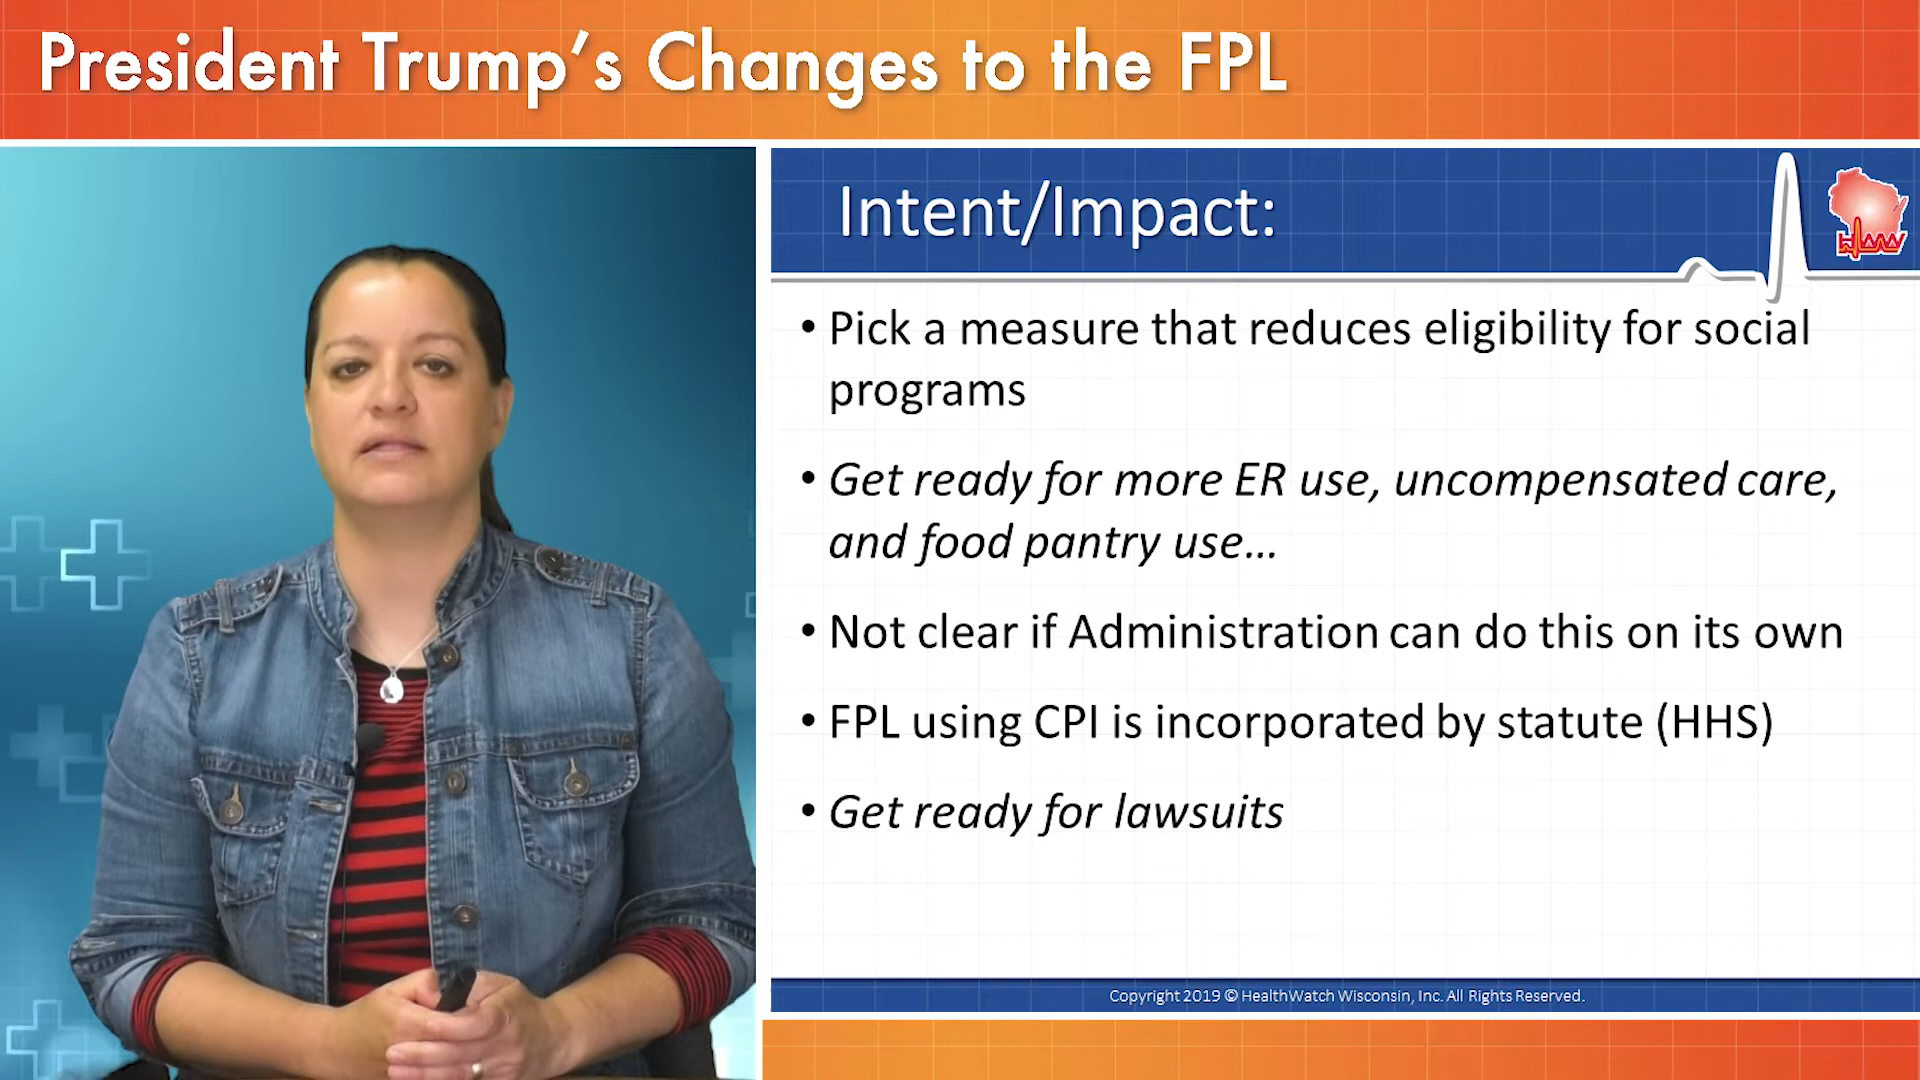 President Trump's Changes to the FPL
Intent/Impact:
HWW
• Pick a measure that reduces eligibility for social
programs
• Get ready for more ER use, uncompensated care,
and food pantry use...
• Not clear if Administration can do this on its own
• FPL using CPI is incorporated by statute (HHS)
• Get ready for lawsuits
Copyright 2019 © HealthWatch Wisconsin, Inc. All Rights Reserved.